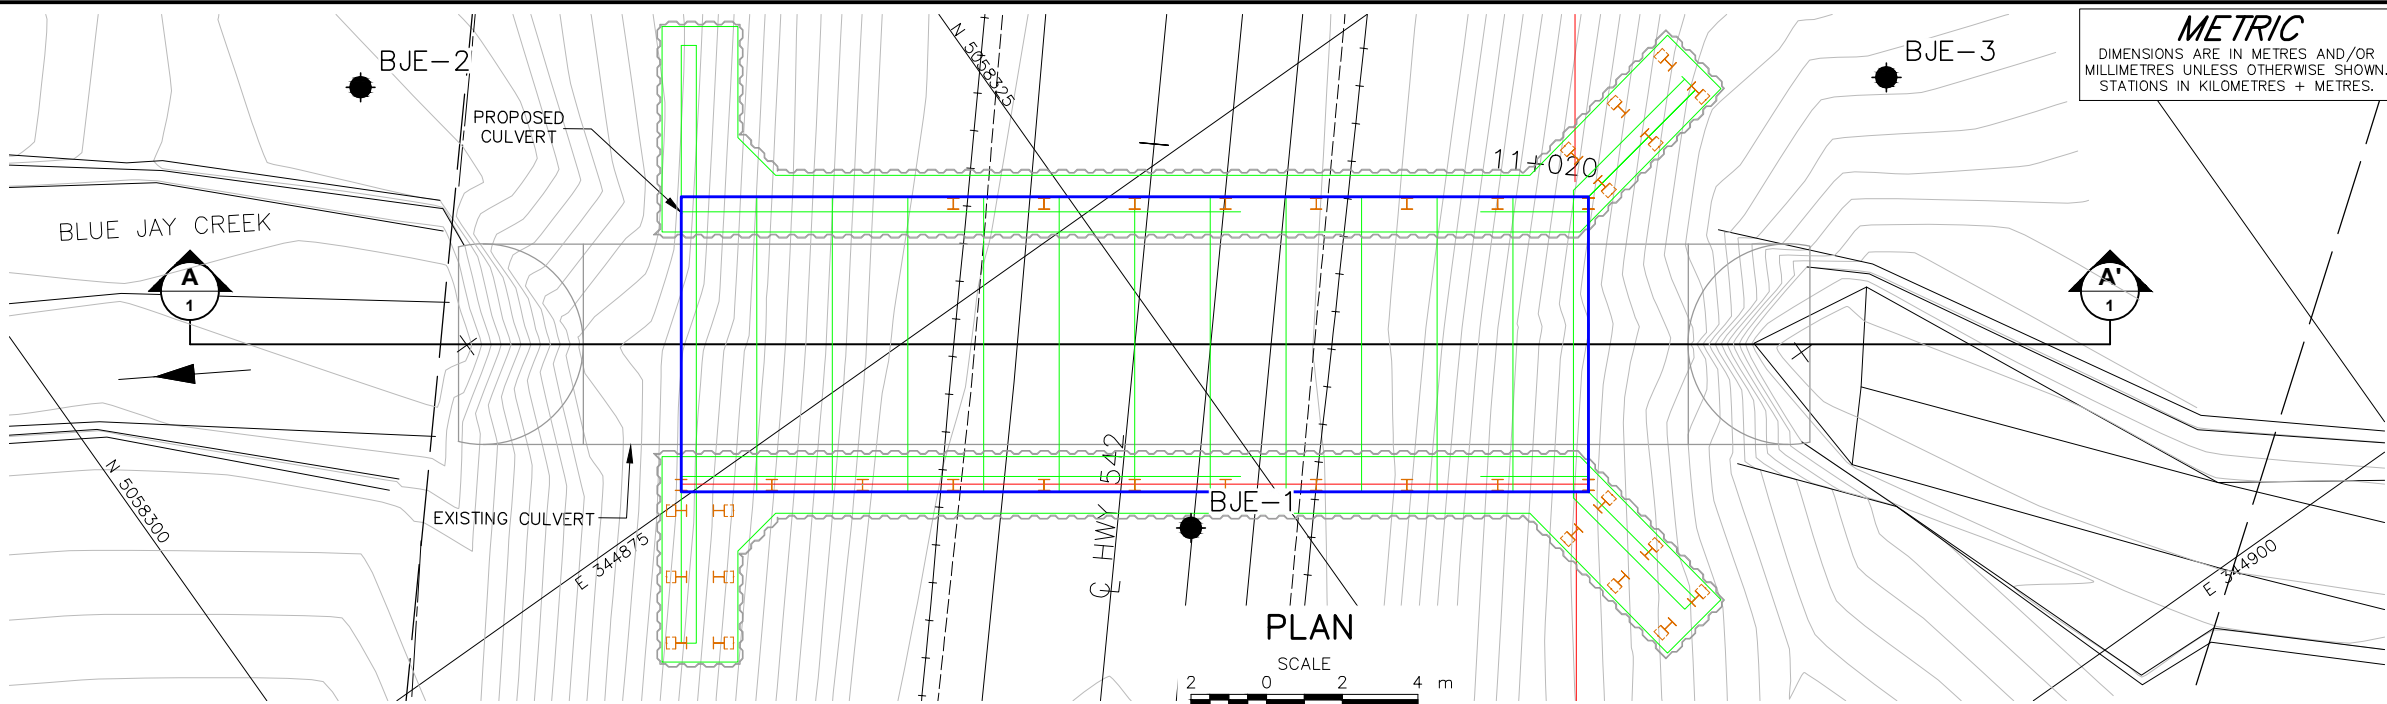 METRIC
DIMENSIONS ARE IN METRES AND/OR
MILLIMETRES UNLESS OTHERWISE SHOWN.
STATIONS IN KILOMETRES + METRES.
BJE-2
BJE-3
N 5058325
PROPOSED
CULVERT
11+020
BLUE JAY CREEK
A
1
A'
1
N 5058300
EXISTING CULVERT
E 344875
CL HWY 542
BJE-1
E 344900
PLAN
SCALE
2 0 2 4 m